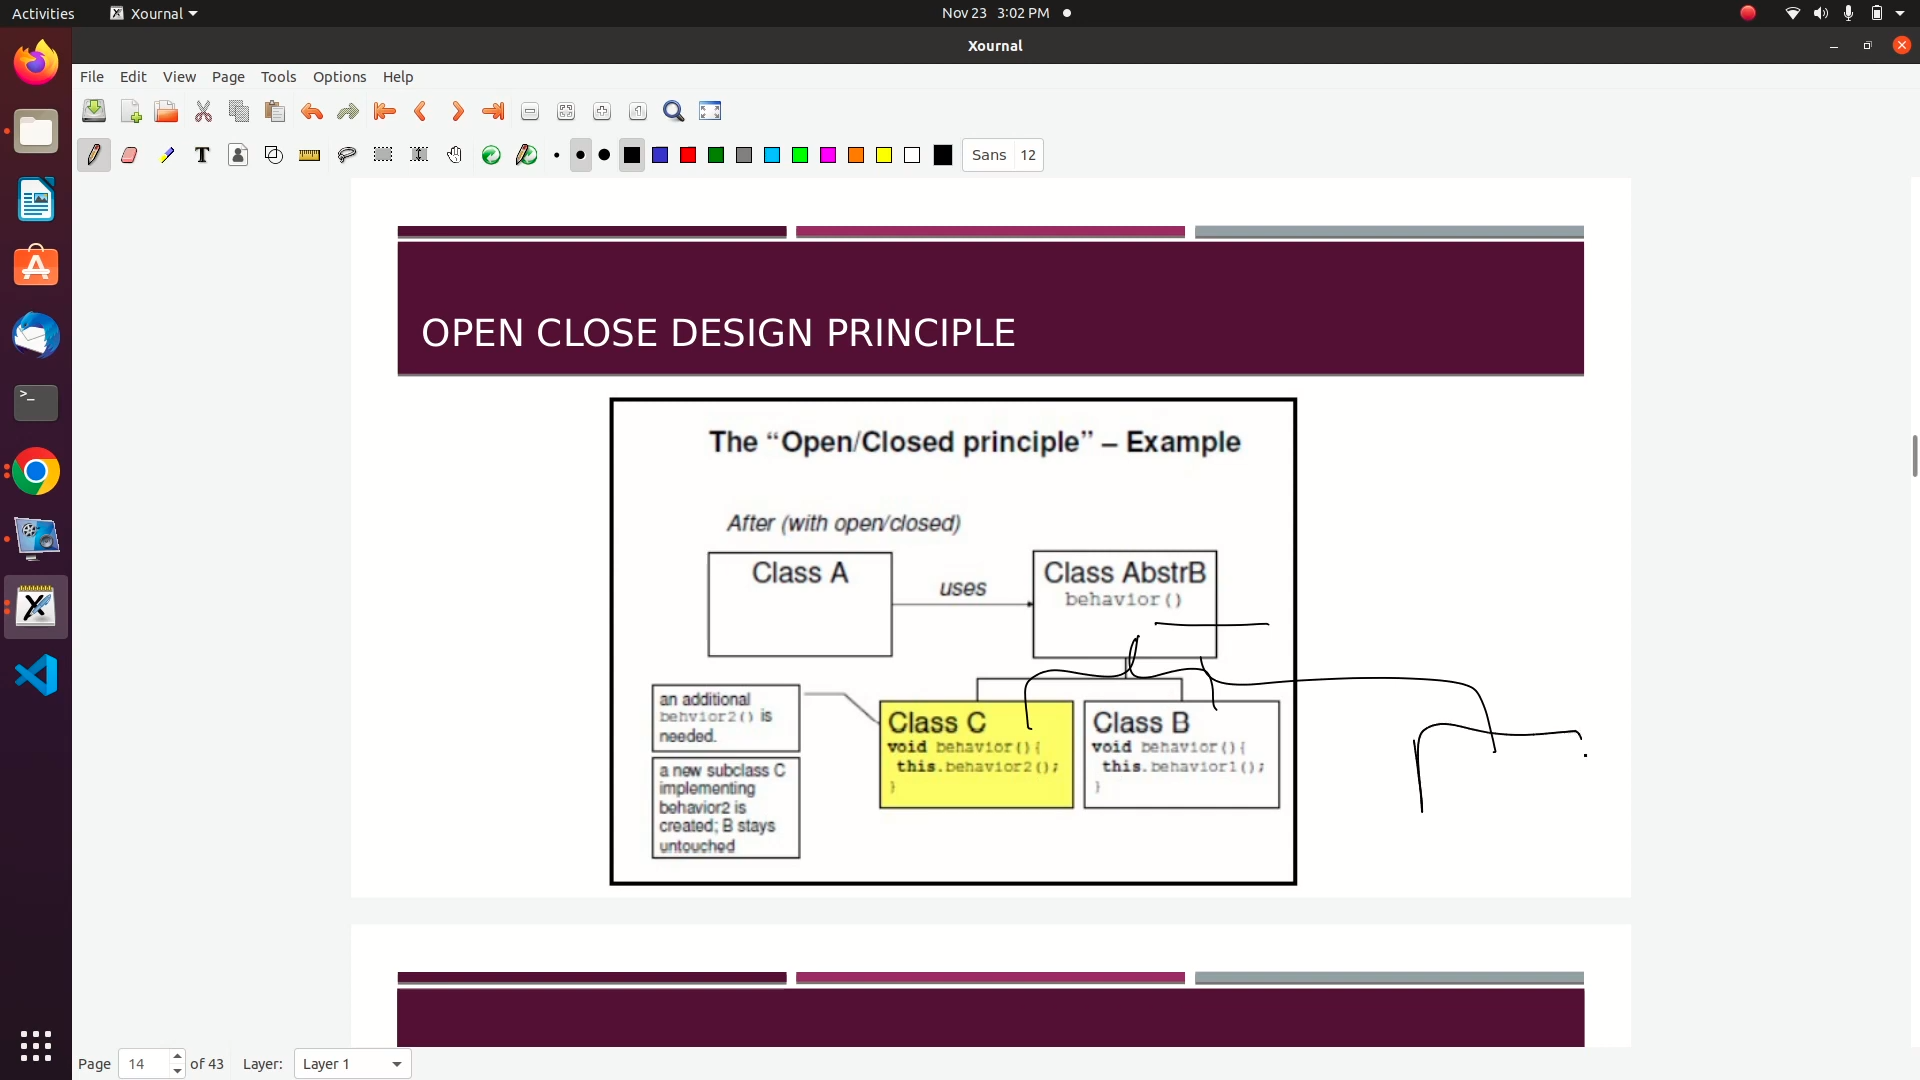 Activities Xournal Nov 23 3:02 PM
Xournal
File Edit View Page Tools Options Help
Sans 12
OPEN CLOSE DESIGN PRINCIPLE
The “Open/Closed principle” – Example
After (with open/closed)
Class A
uses
Class AbstrB
behavior()
an additional
behvior2() is
needed.
a new subclass C
implementing
behavior2 is
created; B stays
untouched
Class C
void behavior(){
this.behavior2();
}
Class B
void behavior(){
this.behavior1();
}
Page 14 of 43 Layer: Layer 1